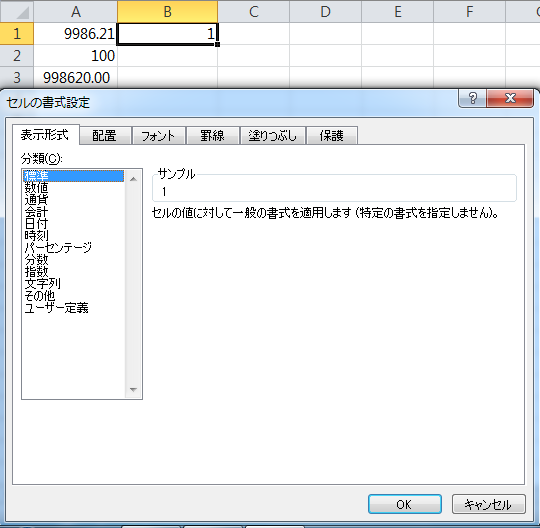 A B C D E F
1 9986.21 1
2 100
3 998620.00
セルの書式設定
?
表示形式 配置 フォント 罫線 塗りつぶし 保護
分類(C):
標準
数値
通貨
会計
日付
時刻
パーセンテージ
分数
指数
文字列
その他
ユーザー定義
サンプル
1
セルの値に対して一般の書式を適用します (特定の書式を指定しません)。
OK キャンセル